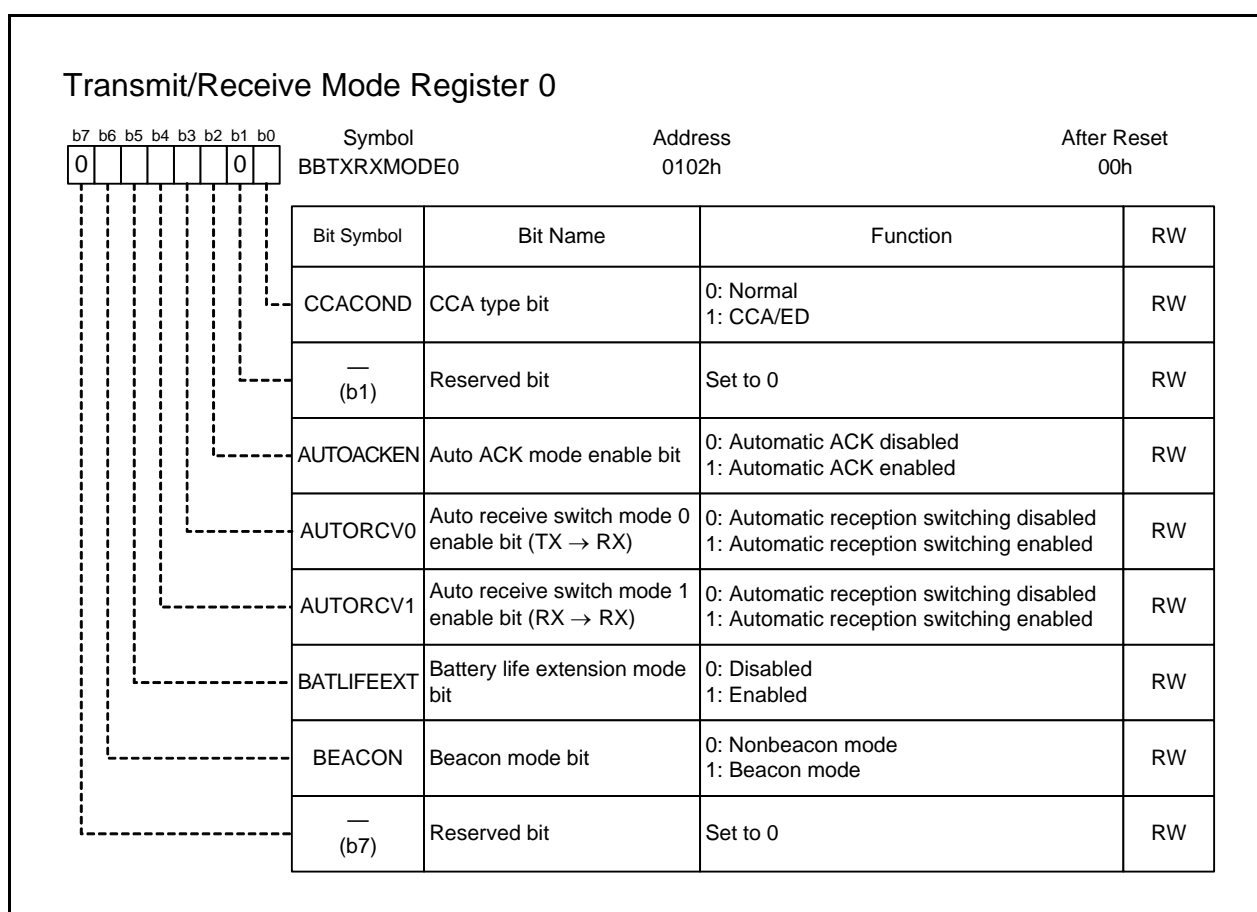 Transmit/Receive Mode Register 0
b7 b6 b5 b4 b3 b2 b1 b0 Symbol Address After Reset
0 0 BBTXRXMODE0 0102h 00h
Bit Symbol Bit Name Function RW
CCACOND CCA type bit 0: Normal
1: CCA/ED RW
—
(b1) Reserved bit Set to 0 RW
AUTOACKEN Auto ACK mode enable bit 0: Automatic ACK disabled
1: Automatic ACK enabled RW
AUTORCV0 Auto receive switch mode 0
enable bit (TX → RX) 0: Automatic reception switching disabled
1: Automatic reception switching enabled RW
AUTORCV1 Auto receive switch mode 1
enable bit (RX → RX) 0: Automatic reception switching disabled
1: Automatic reception switching enabled RW
BATLIFEEXT Battery life extension mode
bit 0: Disabled
1: Enabled RW
BEACON Beacon mode bit 0: Nonbeacon mode
1: Beacon mode RW
—
(b7) Reserved bit Set to 0 RW